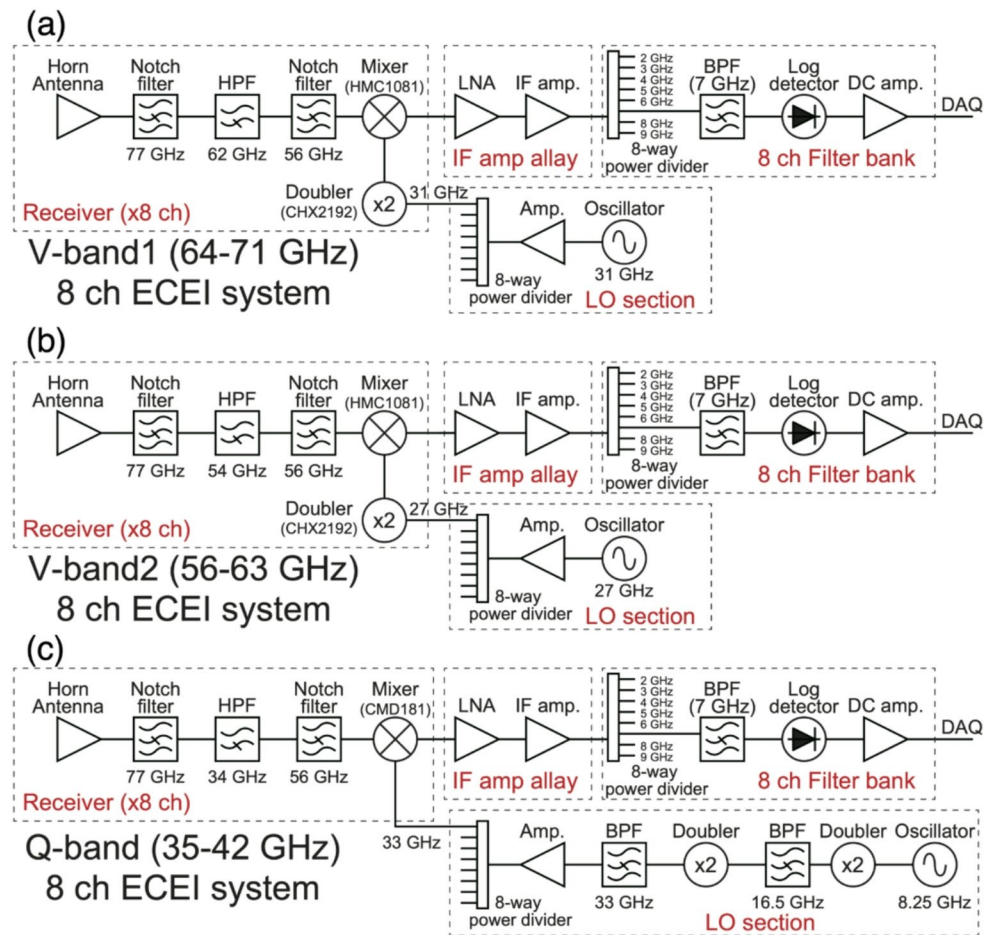 (a)
Horn Antenna
Notch filter
HPF
Notch filter
Mixer
(HMC1081)
LNA
IF amp.
2 GHz
3 GHz
4 GHz
5 GHz
6 GHz
8 GHz
9 GHz
BPF
(7 GHz)
Log detector
DC amp.
DAQ
77 GHz
62 GHz
56 GHz
IF amp allay
8-way
power divider
8 ch Filter bank
Receiver (x8 ch)
Doubler
(CHX2192)
x2
31 GHz
Amp.
Oscillator
31 GHz
8-way
power divider
LO section
V-band1 (64-71 GHz)
8 ch ECEI system
(b)
Horn Antenna
Notch filter
HPF
Notch filter
Mixer
(HMC1081)
LNA
IF amp.
2 GHz
3 GHz
4 GHz
5 GHz
6 GHz
8 GHz
9 GHz
BPF
(7 GHz)
Log detector
DC amp.
DAQ
77 GHz
54 GHz
56 GHz
IF amp allay
8-way
power divider
8 ch Filter bank
Receiver (x8 ch)
Doubler
(CHX2192)
x2
27 GHz
Amp.
Oscillator
27 GHz
8-way
power divider
LO section
V-band2 (56-63 GHz)
8 ch ECEI system
(c)
Horn Antenna
Notch filter
HPF
Notch filter
Mixer
(CMD181)
LNA
IF amp.
2 GHz
3 GHz
4 GHz
5 GHz
6 GHz
8 GHz
9 GHz
BPF
(7 GHz)
Log detector
DC amp.
DAQ
77 GHz
34 GHz
56 GHz
IF amp allay
8-way
power divider
8 ch Filter bank
Receiver (x8 ch)
33 GHz
Amp.
BPF
Doubler
BPF
Doubler
Oscillator
x2
x2
33 GHz
16.5 GHz
8.25 GHz
8-way
power divider
LO section
Q-band (35-42 GHz)
8 ch ECEI system